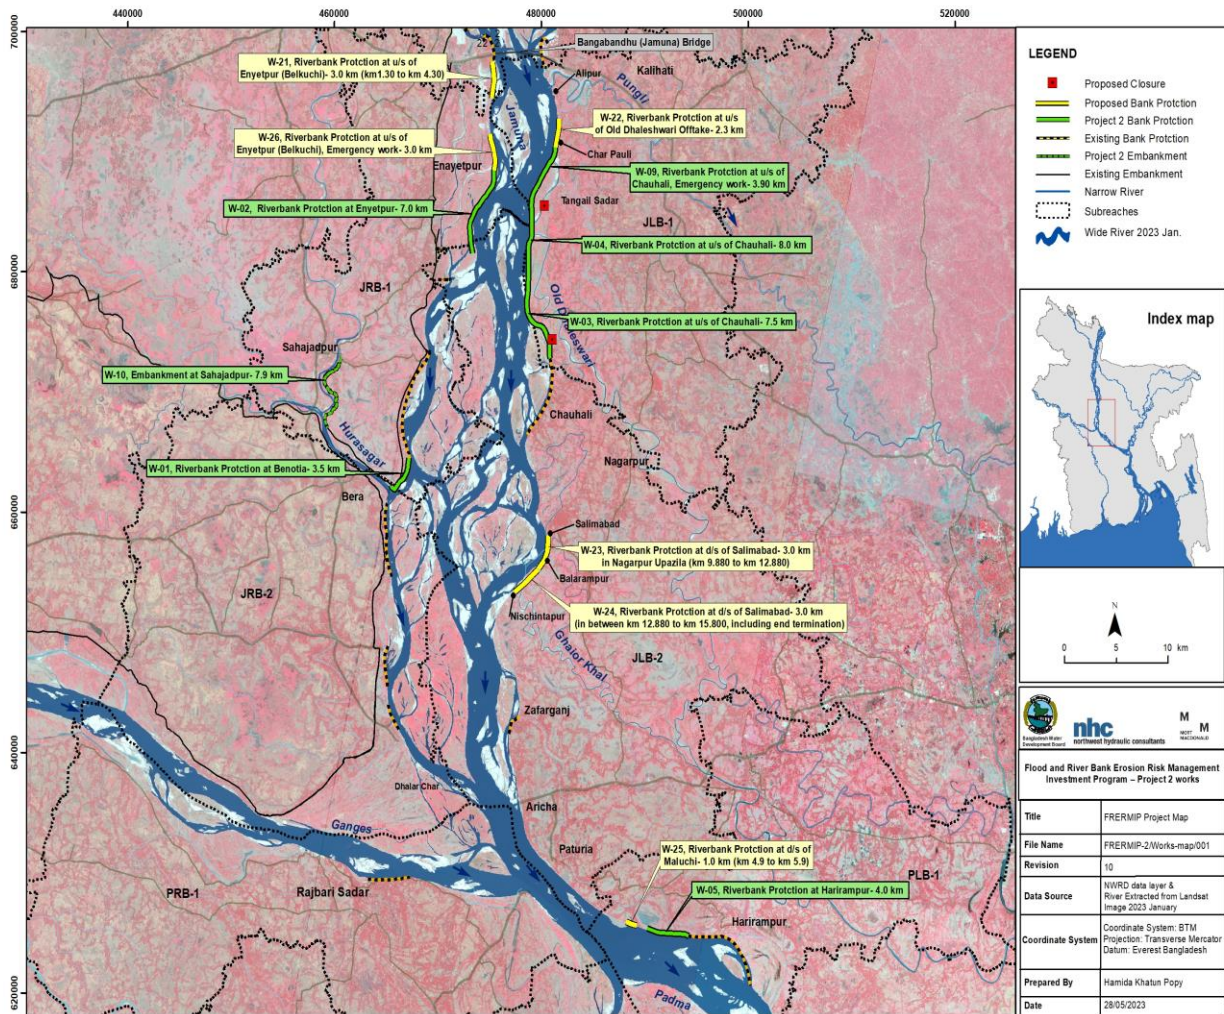 440000
460000
480000
500000
520000
700000
680000
660000
640000
620000
Bangabandhu (Jamuna) Bridge
W-21, Riverbank Protction at u/s of
Enyetpur (Belkuchi)- 3.0 km (km1.30 to km 4.30)
Alipur
Kalihati
Pungli
Jamuna
W-22, Riverbank Protction at u/s
of Old Dhaleshwari Offtake- 2.3 km
W-26, Riverbank Protction at u/s of
Enyetpur (Belkuchi), Emergency work- 3.0 km
Char Pauli
Enayetpur
W-09, Riverbank Protction at u/s of
Chauhali, Emergency work- 3.90 km
Tangail Sadar
W-02, Riverbank Protction at Enyetpur- 7.0 km
JLB-1
W-04, Riverbank Protction at u/s of Chauhali- 8.0 km
JRB-1
Old Dhaleswari
W-03, Riverbank Protction at u/s of Chauhali- 7.5 km
Sahajadpur
W-10, Embankment at Sahajadpur- 7.9 km
Chauhali
Hurasagar
Nagarpur
W-01, Riverbank Protction at Benotia- 3.5 km
Bera
Salimabad
W-23, Riverbank Protction at d/s of Salimabad- 3.0 km
in Nagarpur Upazila (km 9.880 to km 12.880)
Balarampur
JRB-2
Nischintapur
W-24, Riverbank Protction at d/s of Salimabad- 3.0 km
(in between km 12.880 to km 15.800, including end termination)
Ghaior Khal
JLB-2
Zafarganj
Dhalar Char
Aricha
Ganges
Paturia
W-25, Riverbank Protction at d/s of
Maluchi- 1.0 km (km 4.9 to km 5.9)
PRB-1
Rajbari Sadar
PLB-1
W-05, Riverbank Protction at Harirampur- 4.0 km
Harirampur
Padma
LEGEND
Proposed Closure
Proposed Bank Protction
Project 2 Bank Protction
Existing Bank Protction
Project 2 Embankment
Existing Embankment
Narrow River
Subreaches
Wide River 2023 Jan.
Index map
N
0 5 10 km
Bangladesh Water
Development Board
nhc
northwest hydraulic consultants
M
M
MOTT
MACDONALD
Flood and River Bank Erosion Risk Management
Investment Program – Project 2 works
Title FRERMIP Project Map
File Name FRERMIP-2/Works-map/001
Revision 10
Data Source NWRD data layer &
River Extracted from Landsat
Image 2023 January
Coordinate System Coordinate System: BTM
Projection: Transverse Mercator
Datum: Everest Bangladesh
Prepared By Hamida Khatun Popy
Date 28/05/2023